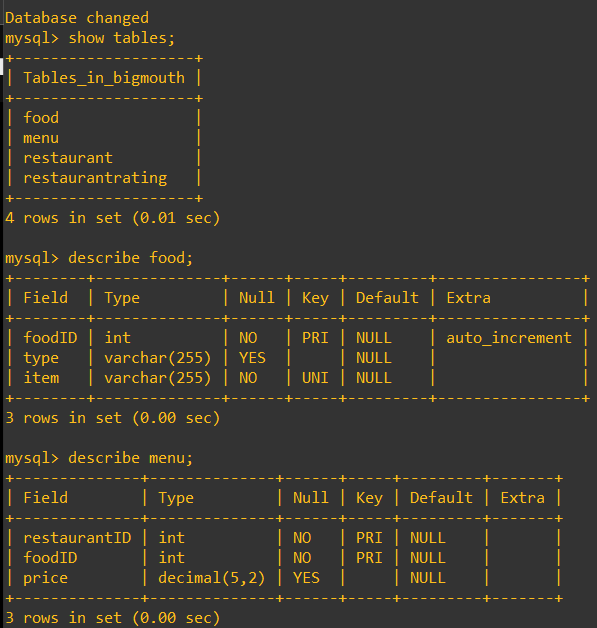 Database changed
mysql> show tables;
+--------------------+
| Tables_in_bigmouth |
+--------------------+
| food               |
| menu               |
| restaurant         |
| restaurantrating   |
+--------------------+
4 rows in set (0.01 sec)

mysql> describe food;
+--------+--------------+------+-----+---------+----------------+
| Field  | Type         | Null | Key | Default | Extra          |
+--------+--------------+------+-----+---------+----------------+
| foodID | int          | NO   | PRI | NULL    | auto_increment |
| type   | varchar(255) | YES  |     | NULL    |                |
| item   | varchar(255) | NO   | UNI | NULL    |                |
+--------+--------------+------+-----+---------+----------------+
3 rows in set (0.00 sec)

mysql> describe menu;
+--------------+--------------+------+-----+---------+-------+
| Field        | Type         | Null | Key | Default | Extra |
+--------------+--------------+------+-----+---------+-------+
| restaurantID | int          | NO   | PRI | NULL    |       |
| foodID       | int          | NO   | PRI | NULL    |       |
| price        | decimal(5,2) | YES  |     | NULL    |       |
+--------------+--------------+------+-----+---------+-------+
3 rows in set (0.00 sec)